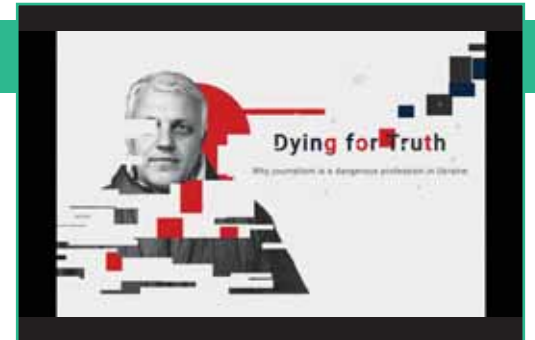 Dying for Truth
Why journalism is a dangerous profession in Ukraine